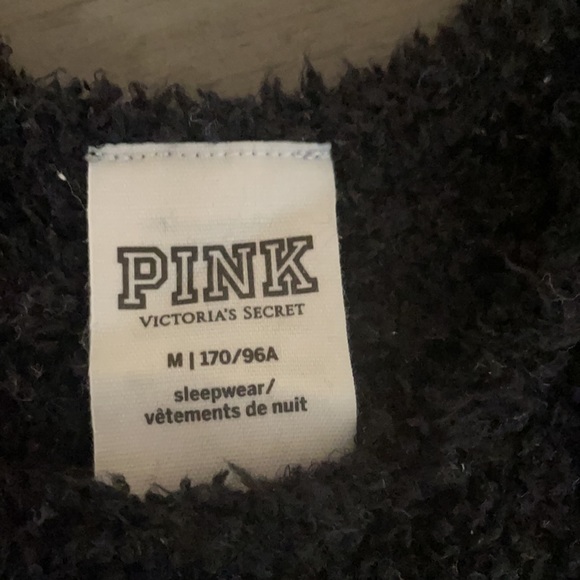 PINK
VICTORIA'S SECRET
M | 170/96A
sleepwear/
vêtements de nuit